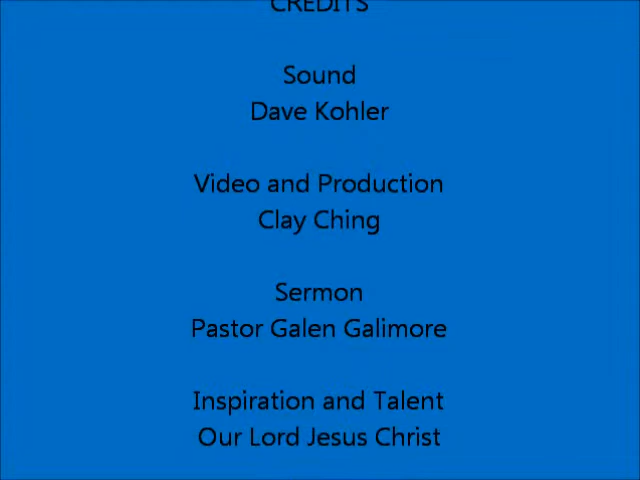 CREDITS
Sound
Dave Kohler
Video and Production
Clay Ching
Sermon
Pastor Galen Galimore
Inspiration and Talent
Our Lord Jesus Christ